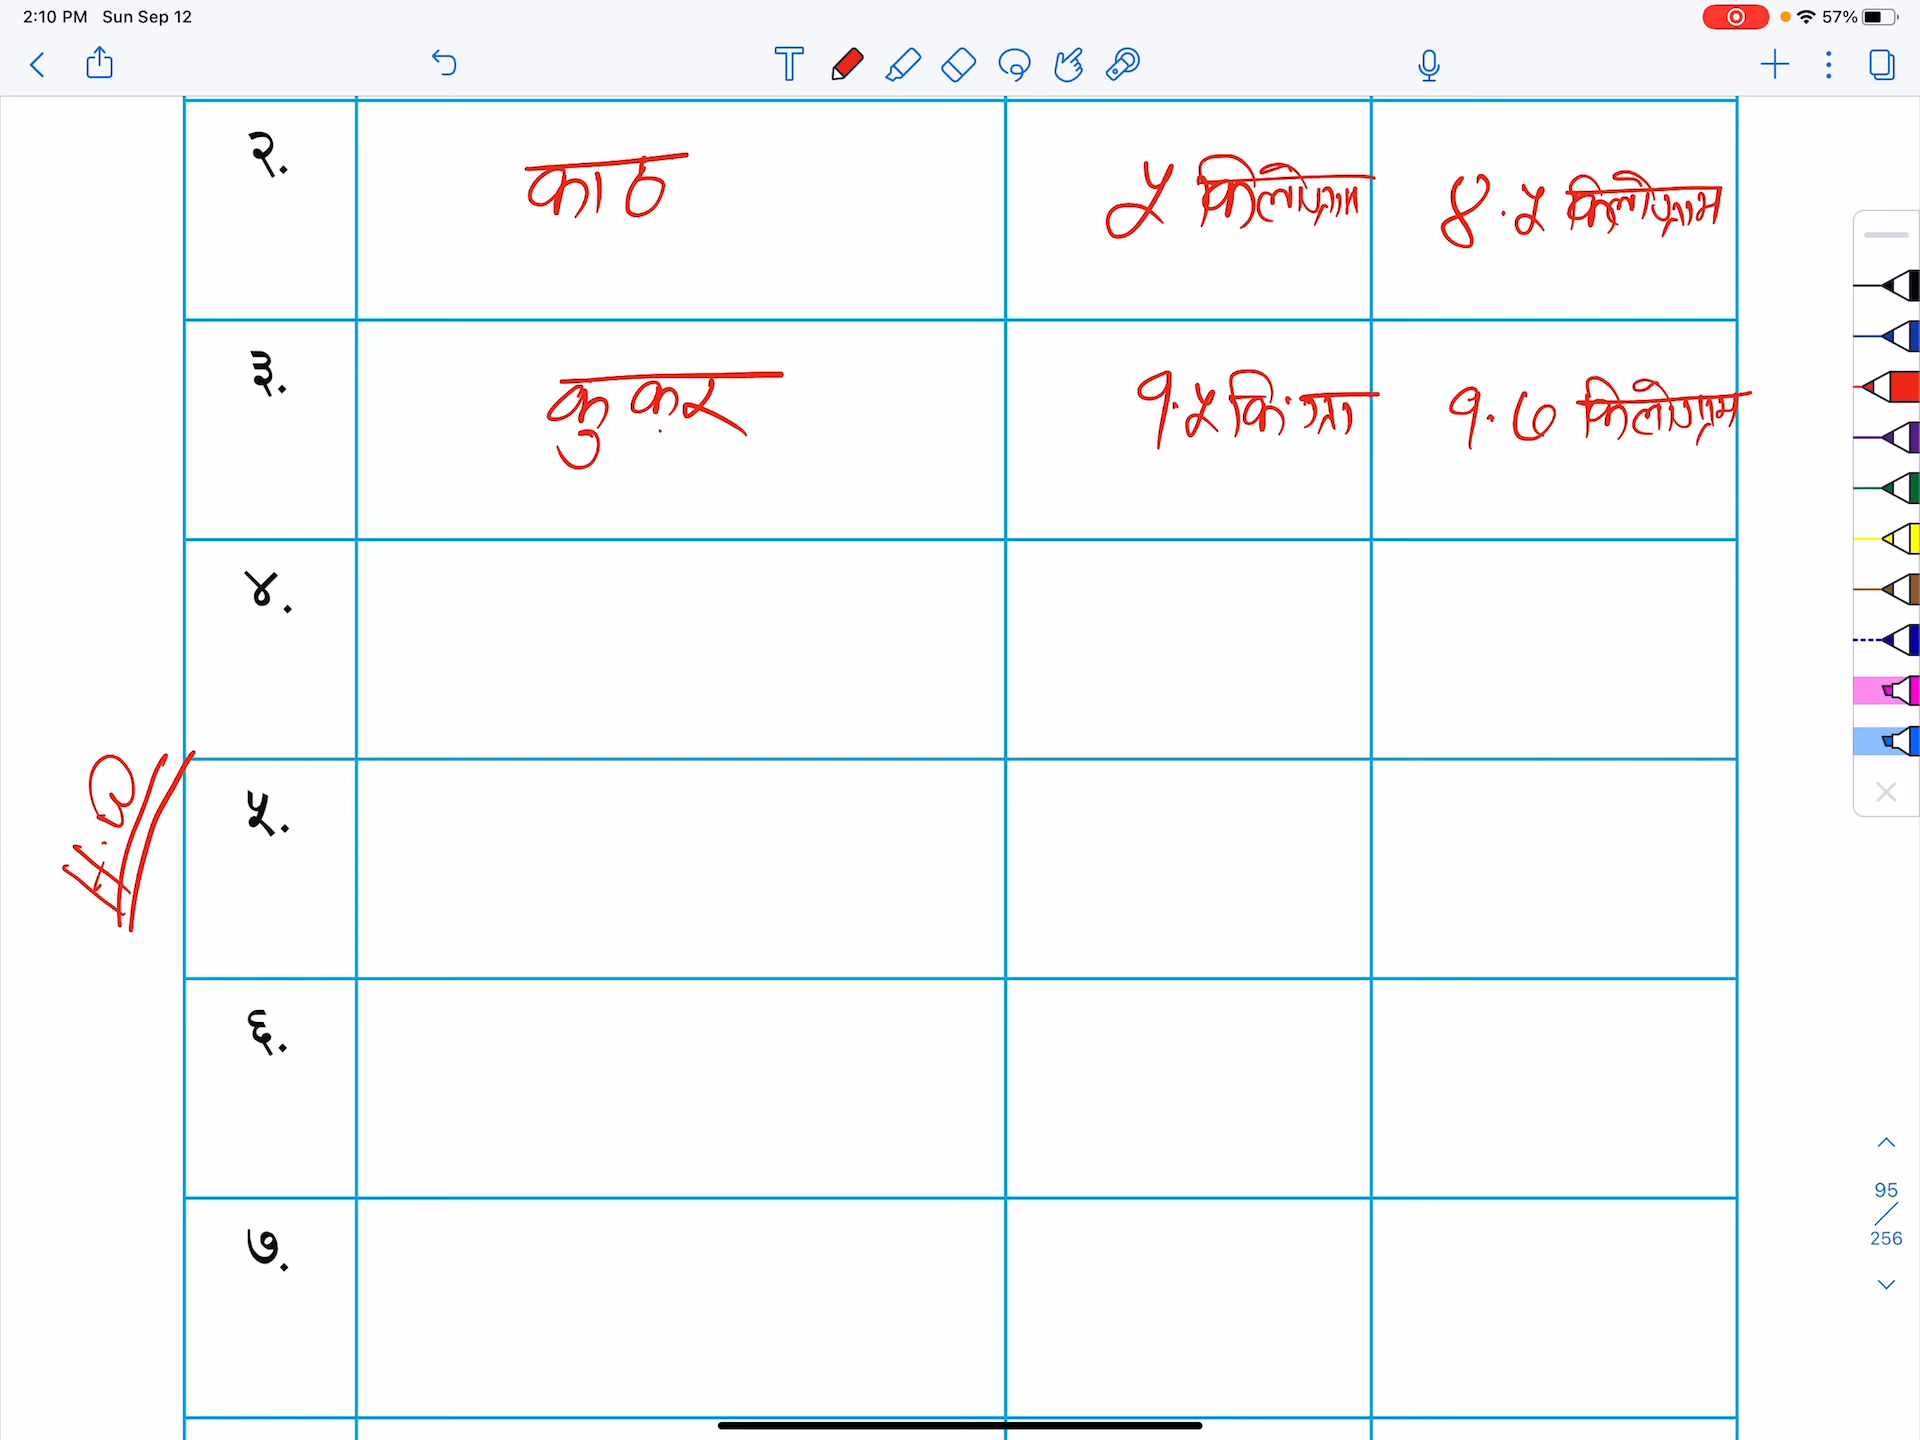 2:10 PM Sun Sep 12
57%
२. काठ ५ किलोग्राम ४.५ किलोग्राम
३. कुकर १.५ कि.ग्रा १.७ किलोग्राम
४.
५.
६.
७.
95
256